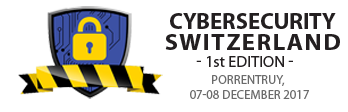 CYBERSECURITY
SWITZERLAND
- 1st EDITION -
PORRENTRUY,
07-08 DECEMBER 2017